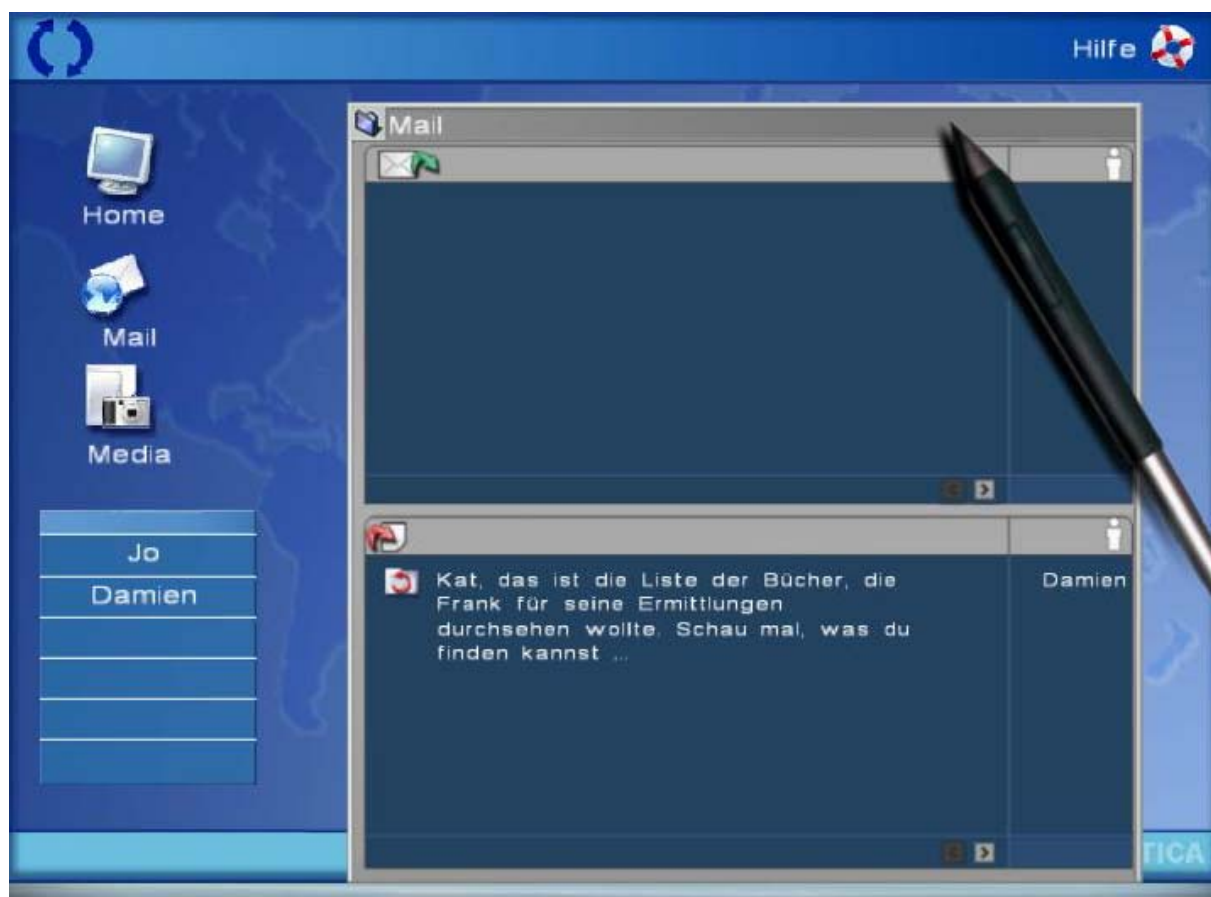 Hilfe
Mail
Home
Mail
Media
Jo
Damien
Kat, das ist die Liste der Bücher, die
Damien
Frank für seine Ermittlungen
durchsehen wollte. Schau mal, was du
finden kannst ...
TICA